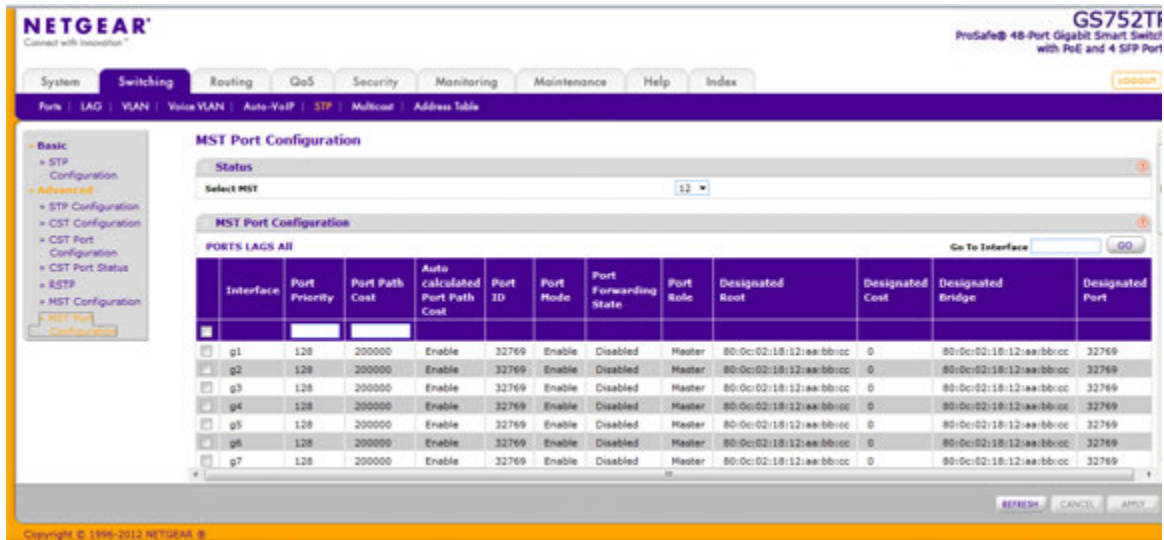 NETGEAR®
Connect with Innovation™
GS752TP
ProSafe® 48-Port Gigabit Smart Switch
with PoE and 4 SFP Ports
System Switching Routing QoS Security Monitoring Maintenance Help Index LOGOUT
Ports | LAG | VLAN | Voice VLAN | Auto-VoIP | STP | Multicast | Address Table
Basic
» STP Configuration
Advanced
» STP Configuration
» CST Configuration
» CST Port Configuration
» CST Port Status
» RSTP
» MST Configuration
» MST Port Configuration
MST Port Configuration
Status
Select MST 12
MST Port Configuration
PORTS LAGS All Go To Interface GO
Interface Port Priority Port Path Cost Auto calculated Port Path Cost Port ID Port Mode Port Forwarding State Port Role Designated Root Designated Cost Designated Bridge Designated Port
g1 128 200000 Enable 32769 Enable Disabled Master 80:0c:02:18:12:aa:bb:cc 0 80:0c:02:18:12:aa:bb:cc 32769
g2 128 200000 Enable 32769 Enable Disabled Master 80:0c:02:18:12:aa:bb:cc 0 80:0c:02:18:12:aa:bb:cc 32769
g3 128 200000 Enable 32769 Enable Disabled Master 80:0c:02:18:12:aa:bb:cc 0 80:0c:02:18:12:aa:bb:cc 32769
g4 128 200000 Enable 32769 Enable Disabled Master 80:0c:02:18:12:aa:bb:cc 0 80:0c:02:18:12:aa:bb:cc 32769
g5 128 200000 Enable 32769 Enable Disabled Master 80:0c:02:18:12:aa:bb:cc 0 80:0c:02:18:12:aa:bb:cc 32769
g6 128 200000 Enable 32769 Enable Disabled Master 80:0c:02:18:12:aa:bb:cc 0 80:0c:02:18:12:aa:bb:cc 32769
g7 128 200000 Enable 32769 Enable Disabled Master 80:0c:02:18:12:aa:bb:cc 0 80:0c:02:18:12:aa:bb:cc 32769
REFRESH CANCEL APPLY
Copyright © 1996-2012 NETGEAR ®